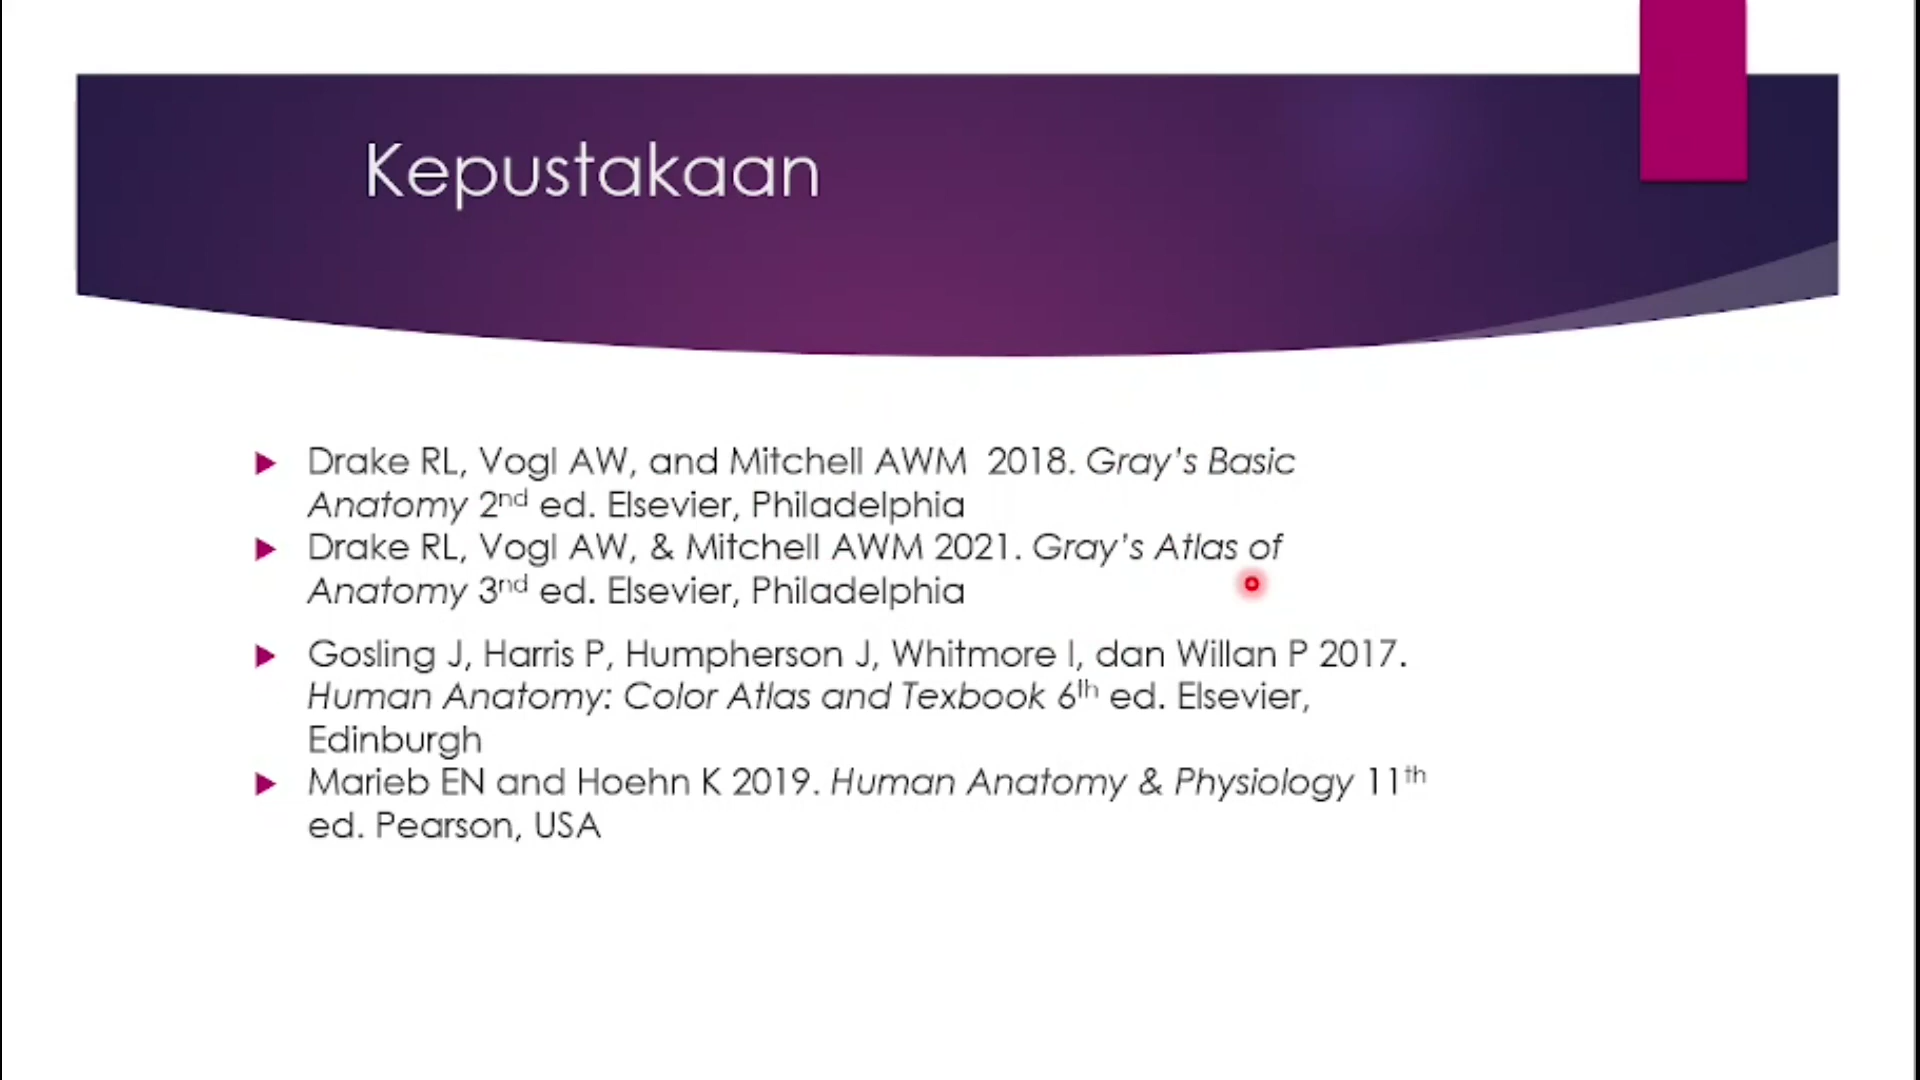 Kepustakaan
Drake RL, Vogl AW, and Mitchell AWM 2018. Gray's Basic
Anatomy 2nd ed. Elsevier, Philadelphia
Drake RL, Vogl AW, & Mitchell AWM 2021. Gray's Atlas of
Anatomy 3nd ed. Elsevier, Philadelphia
Gosling J, Harris P, Humpherson J, Whitmore I, dan Willan P 2017.
Human Anatomy: Color Atlas and Texbook 6th ed. Elsevier,
Edinburgh
Marieb EN and Hoehn K 2019. Human Anatomy & Physiology 11th
ed. Pearson, USA